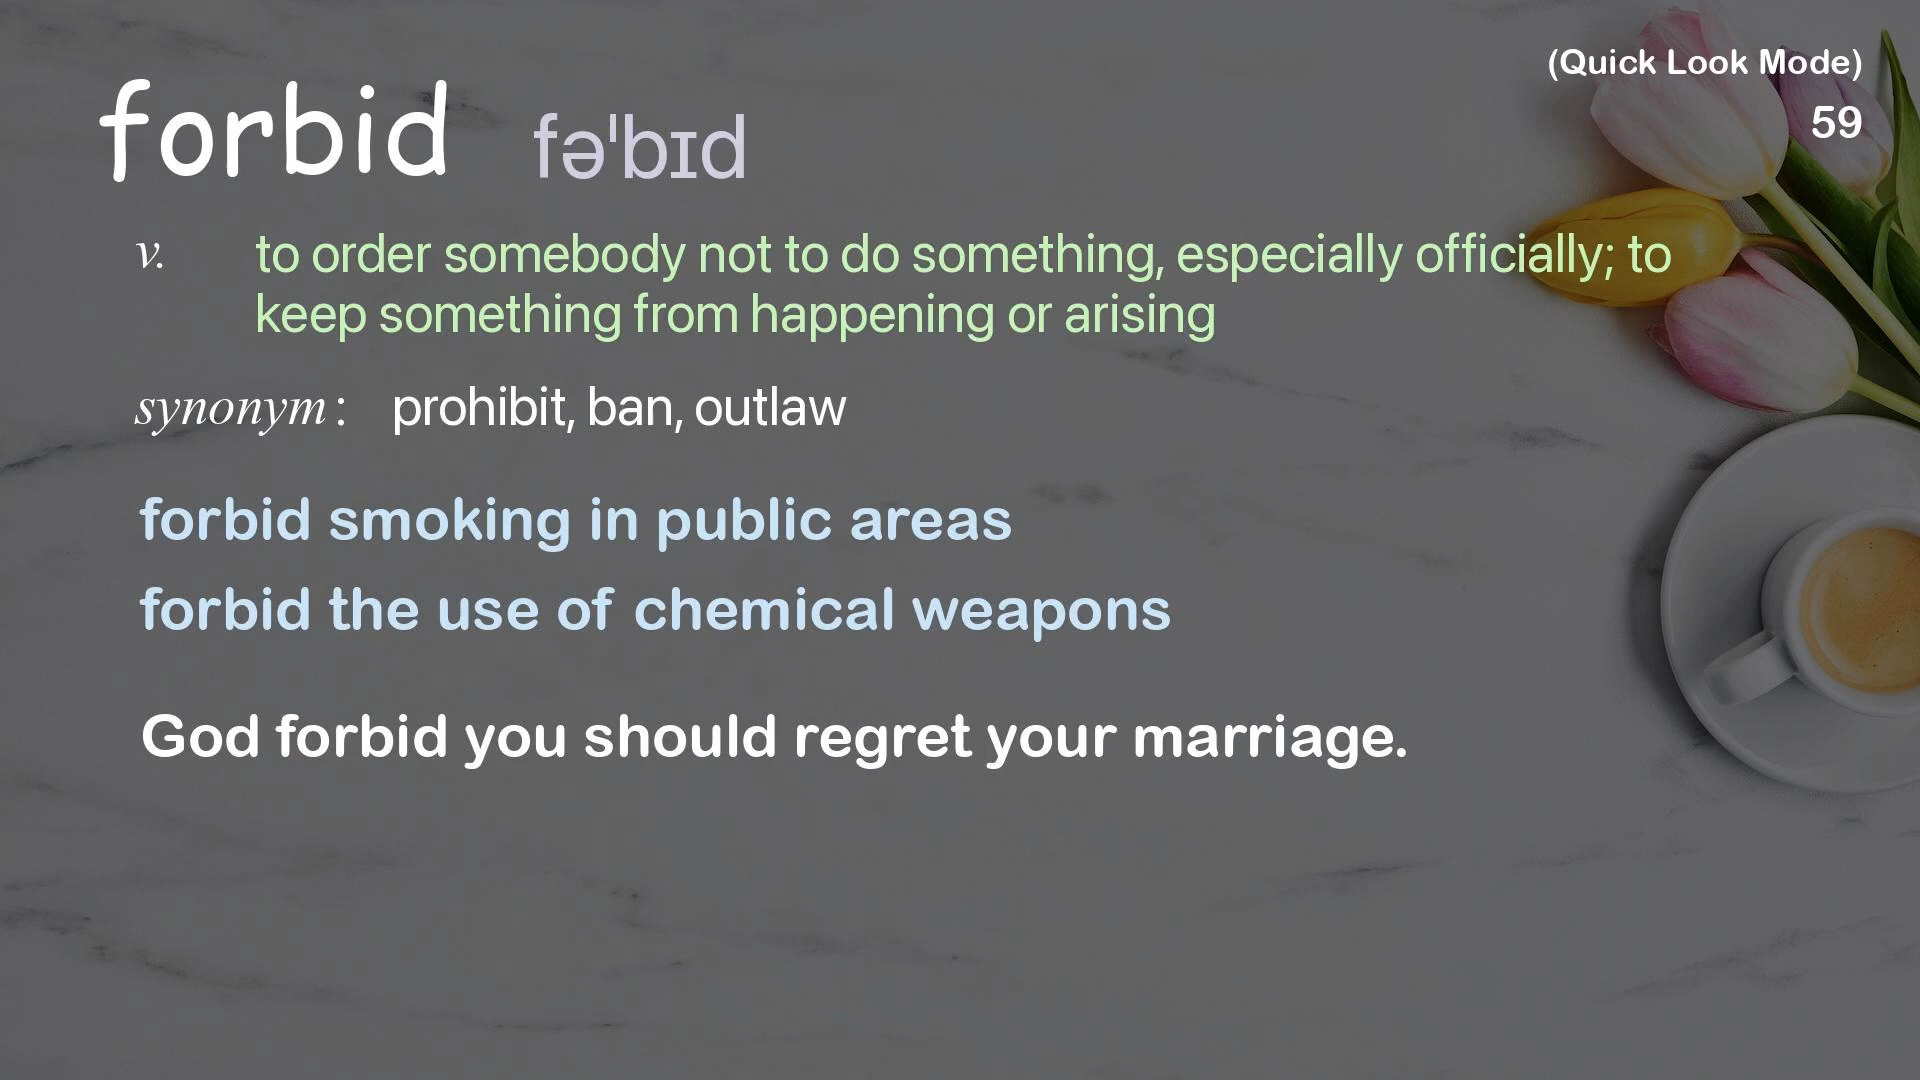 (Quick Look Mode)
59
forbid fə'bɪd
v. to order somebody not to do something, especially officially; to
keep something from happening or arising
synonym: prohibit, ban, outlaw
forbid smoking in public areas
forbid the use of chemical weapons
God forbid you should regret your marriage.